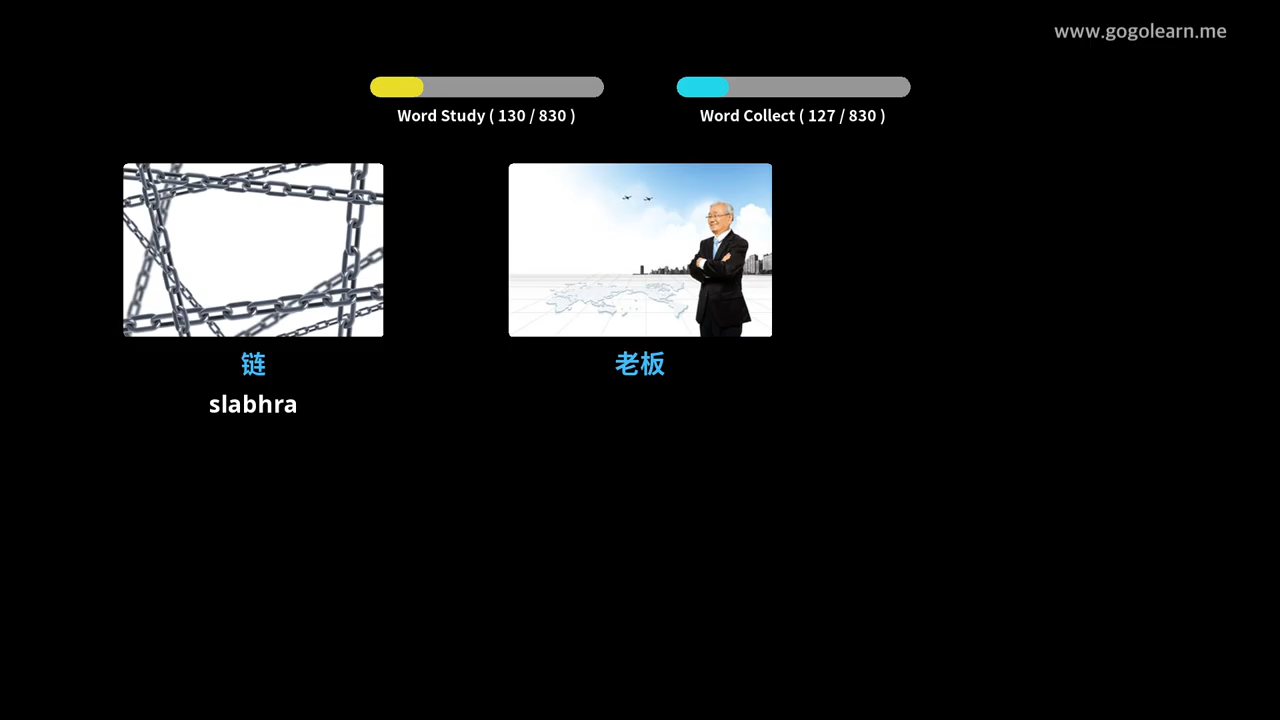 www.gogolearn.me
Word Study ( 130 / 830 )
Word Collect ( 127 / 830 )
链
老板
slabhra